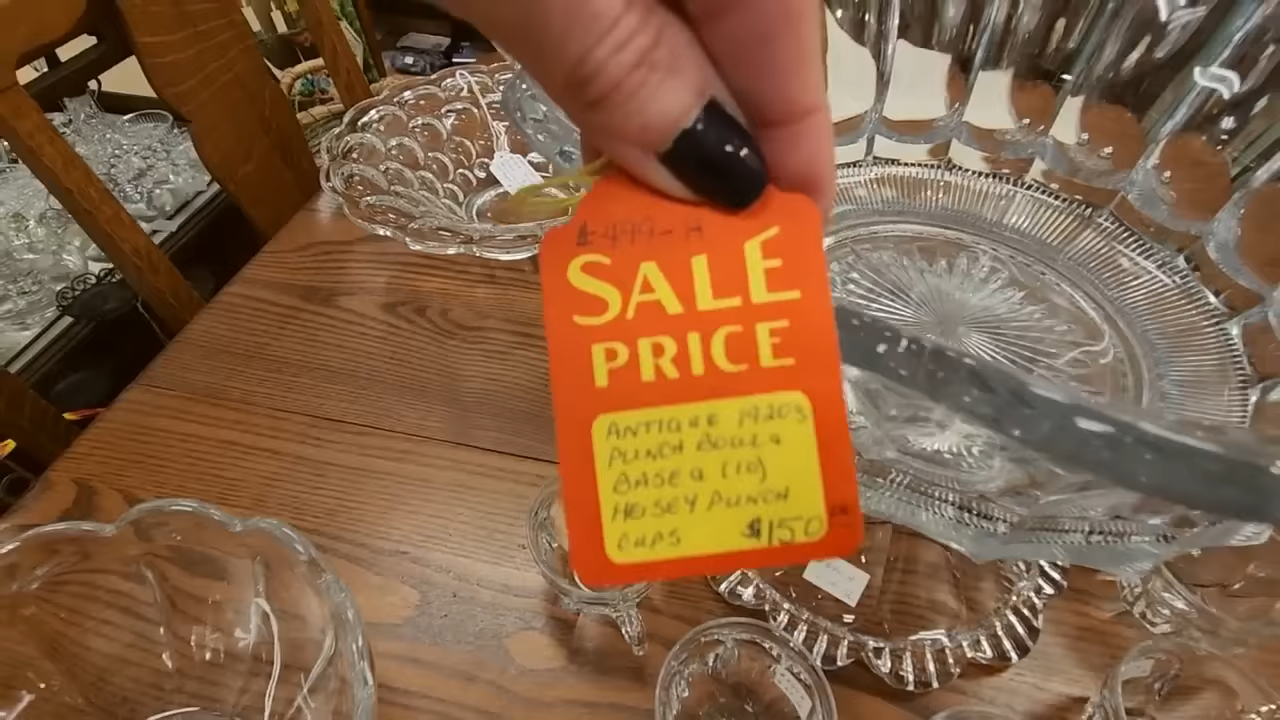 SALE
PRICE
ANTIQUE 1920s
PUNCH BOWL &
BASE & (10)
HEISEY PUNCH
CUPS $150